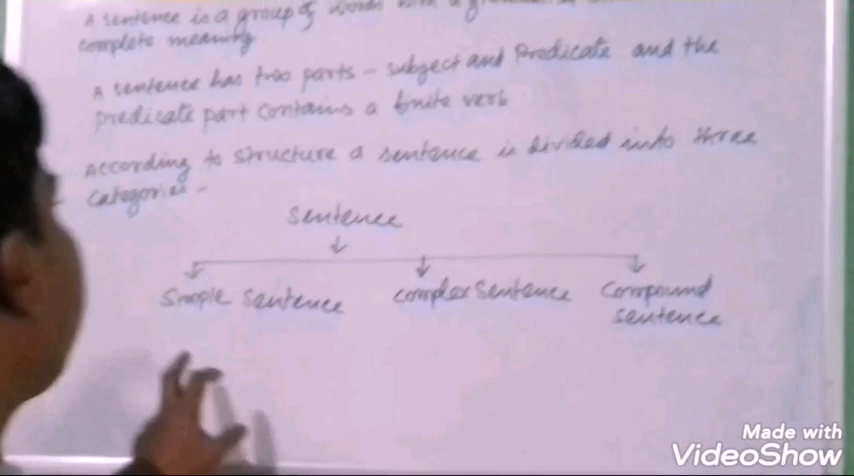 A sentence is a group of words with a
complete meaning.
A sentence has two parts - subject and Predicate and the
predicate part contains a finite verb
According to structure a sentence is divided into three
Categories -
Sentence
Simple sentence complex sentence compound
sentence
Made with
VideoShow